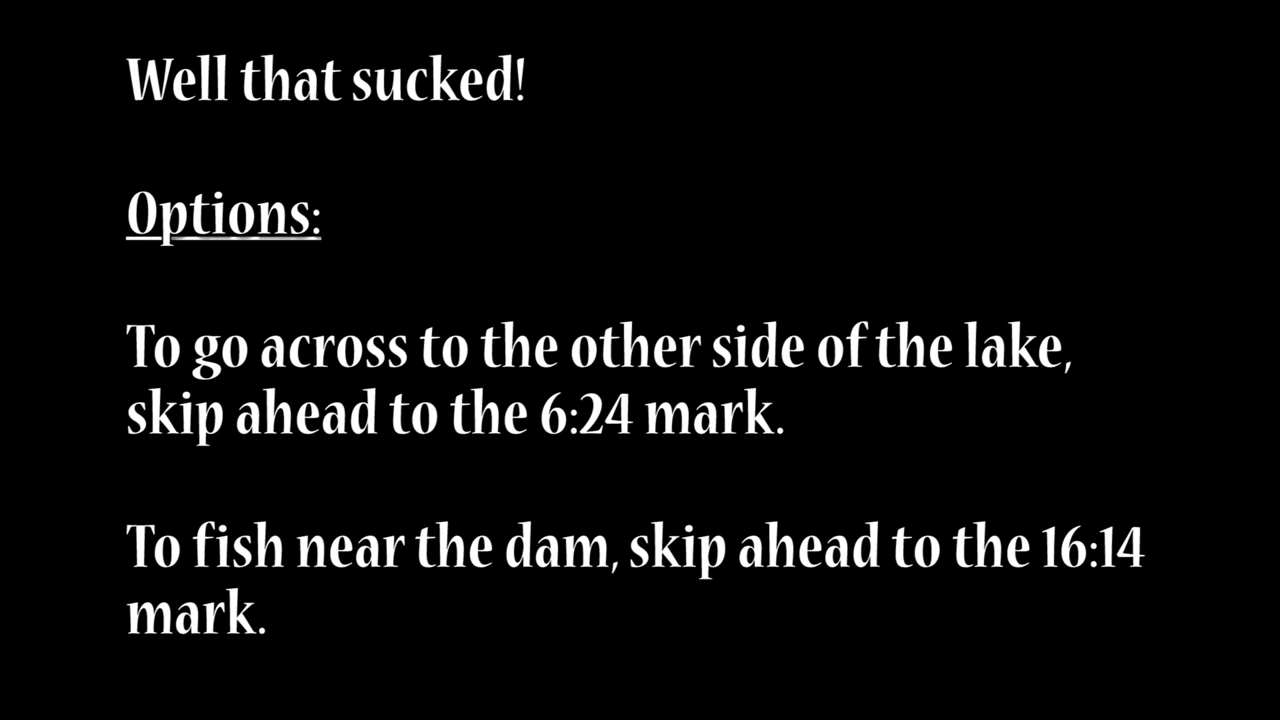 Well that sucked!
Options:
To go across to the other side of the lake,
skip ahead to the 6:24 mark.
To fish near the dam, skip ahead to the 16:14
mark.